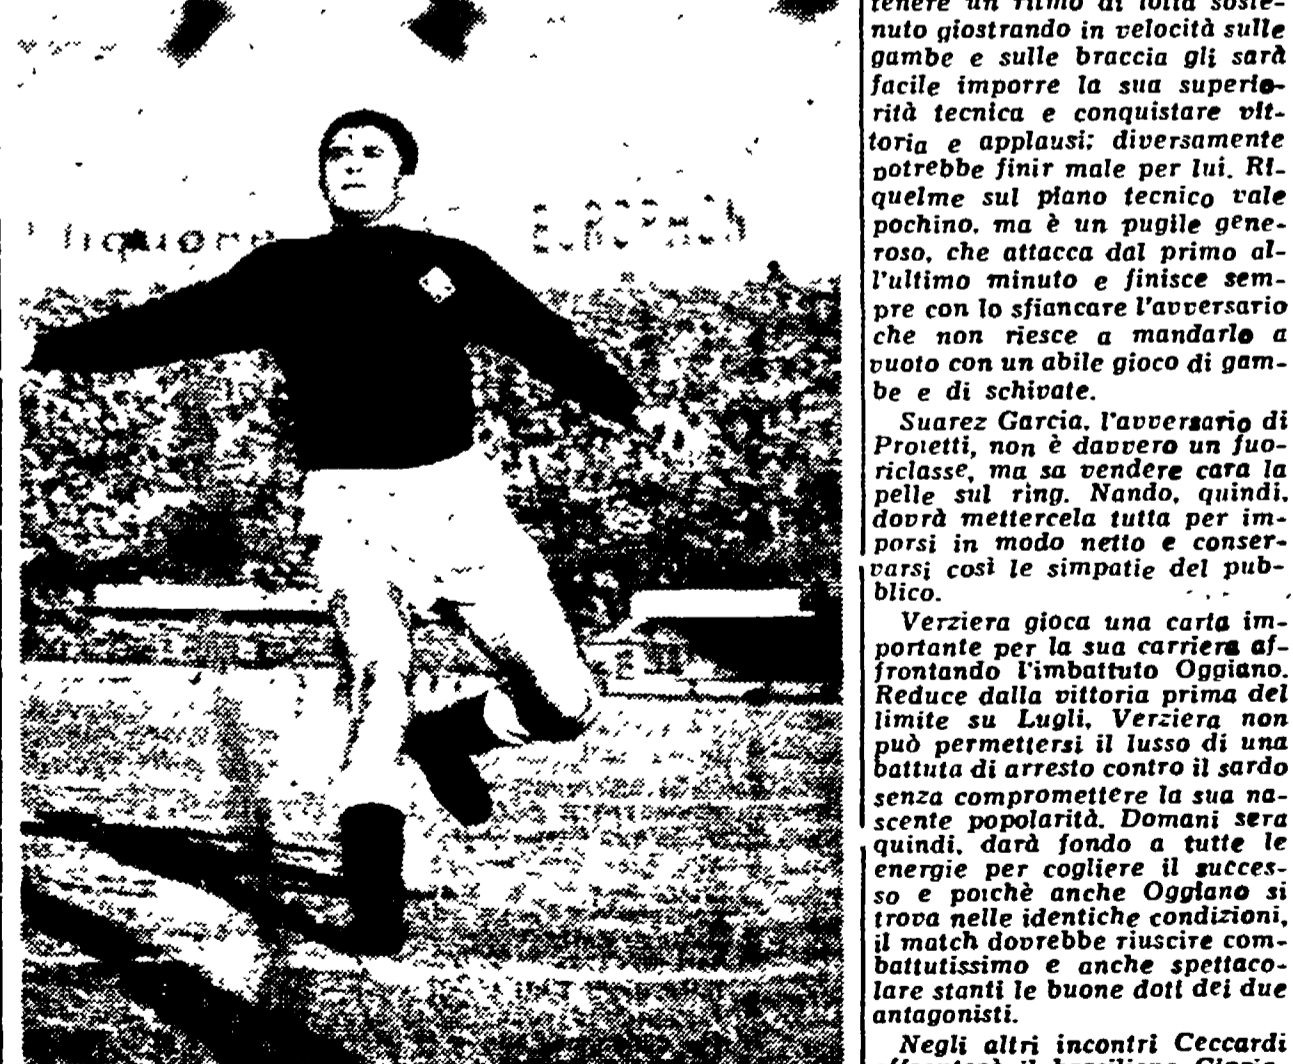 liquore
tenere un ritmo di lotta soste-
nuto giostrando in velocità sulle
gambe e sulle braccia gli sarà
facile imporre la sua superio-
rità tecnica e conquistare vit-
toria e applausi; diversamente
potrebbe finir male per lui. Ri-
quelme sul piano tecnico vale
pochino, ma è un pugile gene-
roso, che attacca dal primo al-
l'ultimo minuto e finisce sem-
pre con lo sfiancare l'avversario
che non riesce a mandarlo a
vuoto con un abile gioco di gam-
be e di schivate.
Suarez Garcia, l'avversario di
Proietti, non è davvero un fuo-
riclasse, ma sa vendere cara la
pelle sul ring. Nando, quindi,
dovrà mettercela tutta per im-
porsi in modo netto e conser-
varsi così le simpatie del pub-
blico.
Verziera gioca una carta im-
portante per la sua carriera af-
frontando l'imbattuto Oggiano.
Reduce dalla vittoria prima del
limite su Lugli, Verziera non
può permettersi il lusso di una
battuta di arresto contro il sardo
senza compromettere la sua na-
scente popolarità. Domani sera
quindi, darà fondo a tutte le
energie per cogliere il succes-
so e poichè anche Oggiano si
trova nelle identiche condizioni,
il match dovrebbe riuscire com-
battutissimo e anche spettaco-
lare stanti le buone doti dei due
antagonisti.
Negli altri incontri Ceccardi